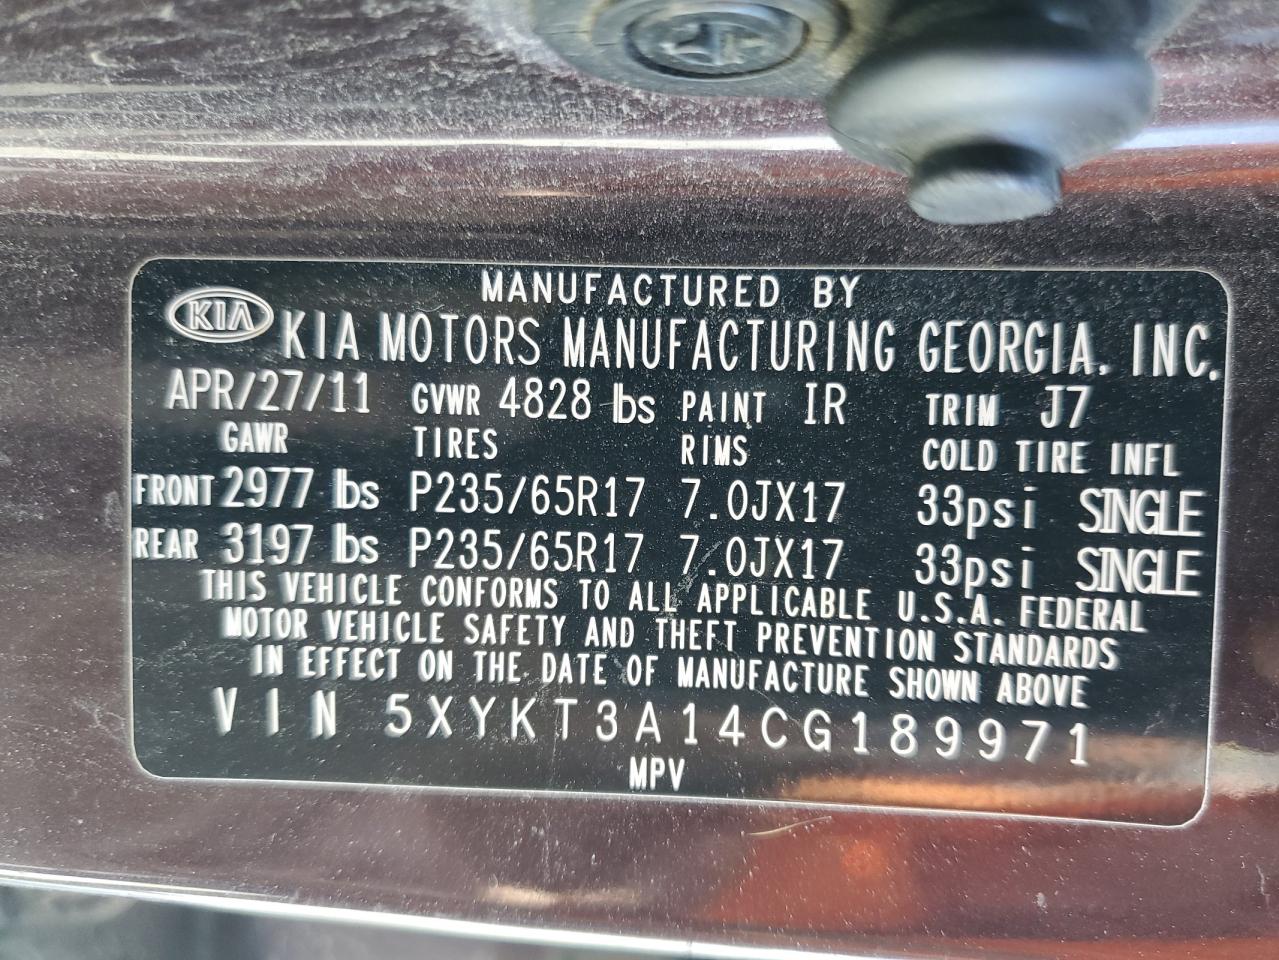 MANUFACTURED BY
KIA KIA MOTORS MANUFACTURING GEORGIA, INC.
APR/27/11 GVWR 4828 lbs PAINT IR TRIM J7
GAWR TIRES RIMS COLD TIRE INFL
FRONT 2977 lbs P235/65R17 7.0JX17 33psi SINGLE
REAR 3197 lbs P235/65R17 7.0JX17 33psi SINGLE
THIS VEHICLE CONFORMS TO ALL APPLICABLE U.S.A. FEDERAL
MOTOR VEHICLE SAFETY AND THEFT PREVENTION STANDARDS
IN EFFECT ON THE DATE OF MANUFACTURE SHOWN ABOVE
VIN 5XYKT3A14CG189971
MPV